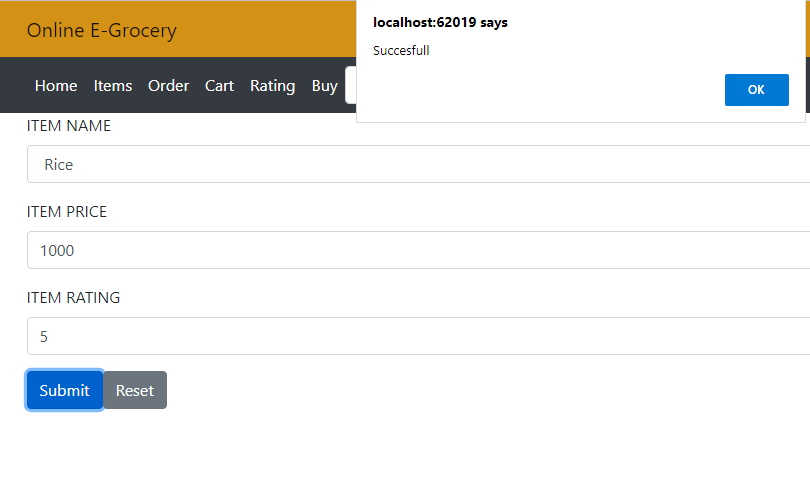 Online E-Grocery
localhost:62019 says
Succesfull
OK
Home Items Order Cart Rating Buy
ITEM NAME
Rice
ITEM PRICE
1000
ITEM RATING
5
Submit Reset